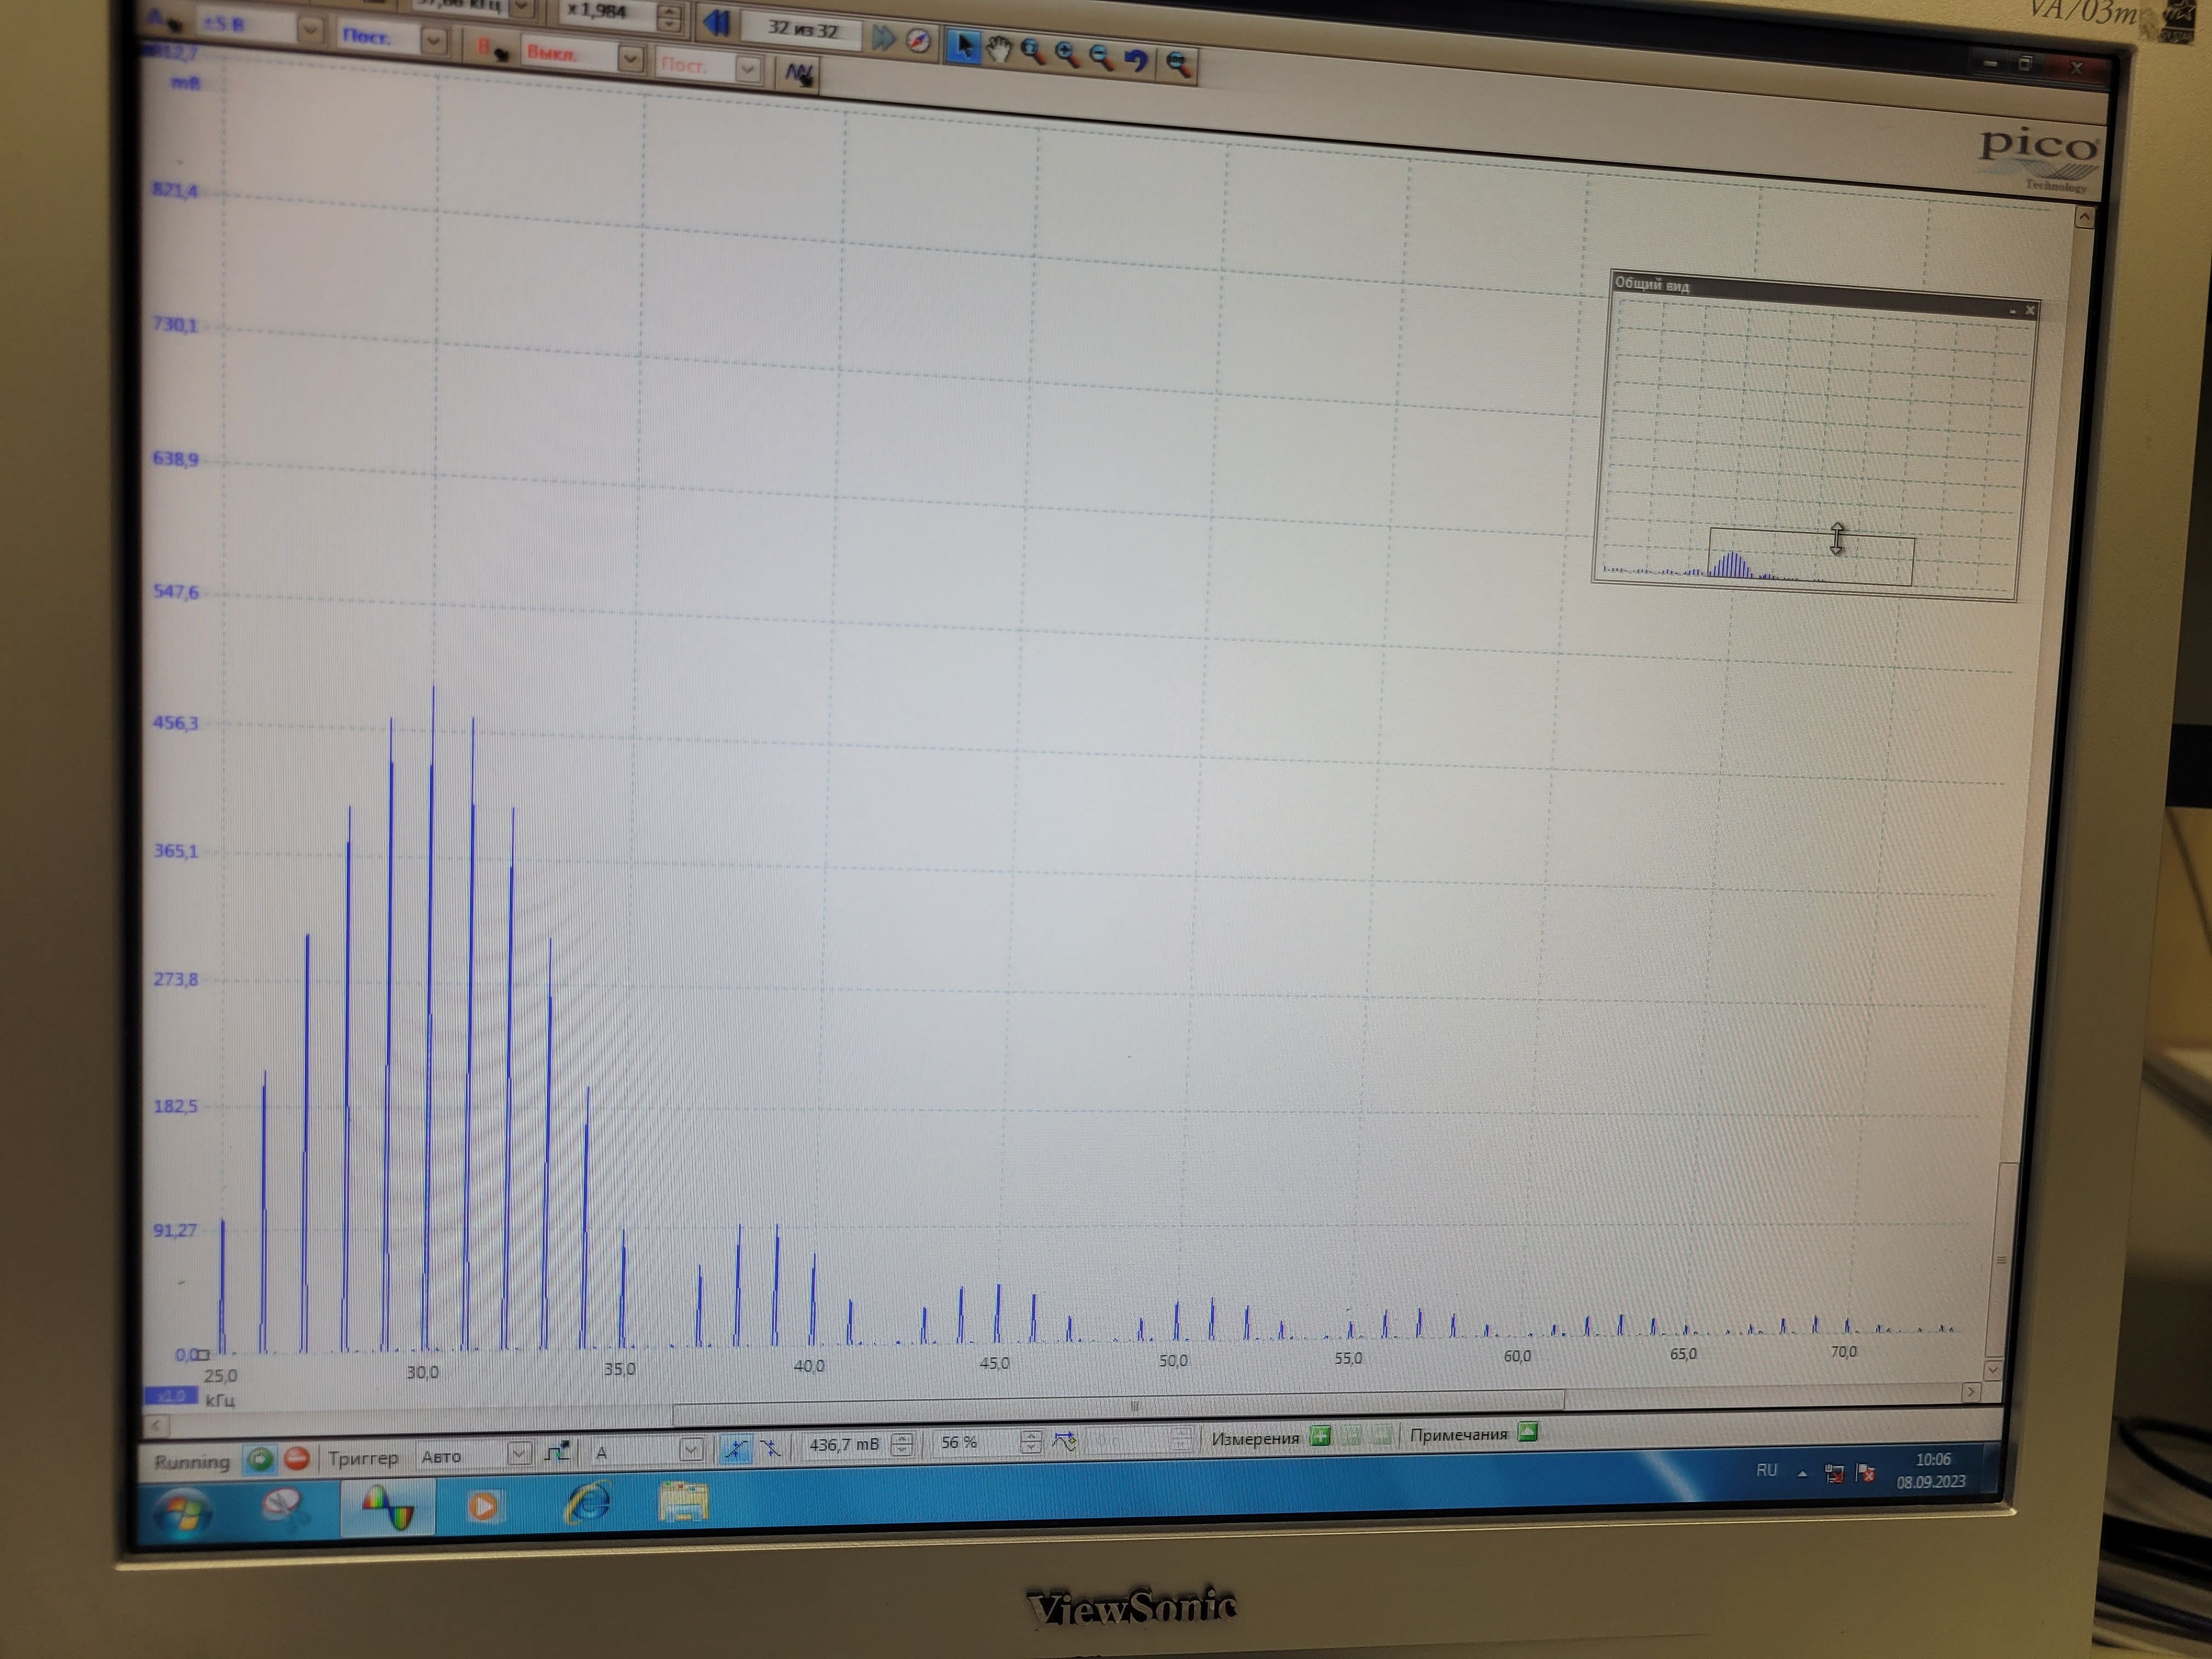 VA703m
x 1,984
32 из 32
A
±5 В
Пост.
B
Выкл.
Пост.
мВ
pico
Technology
821,4
730,1
638,9
547,6
456,3
365,1
273,8
182,5
91,27
0,0
Общий вид
25,0
30,0
35,0
40,0
45,0
50,0
55,0
60,0
65,0
70,0
x1,0
кГц
Running
Триггер
Авто
A
436,7 mВ
56 %
Измерения
Примечания
RU
10:06
08.09.2023
ViewSonic